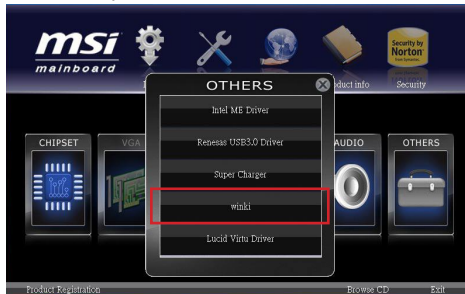 msi
mainboard
Security by
Norton
OTHERS
oduct info
Security
Intel ME Driver
CHIPSET
VGA
Renesas USB3.0 Driver
AUDIO
OTHERS
Super Charger
winki
Lucid Virtu Driver
Product Registration
Browse CD
Exit